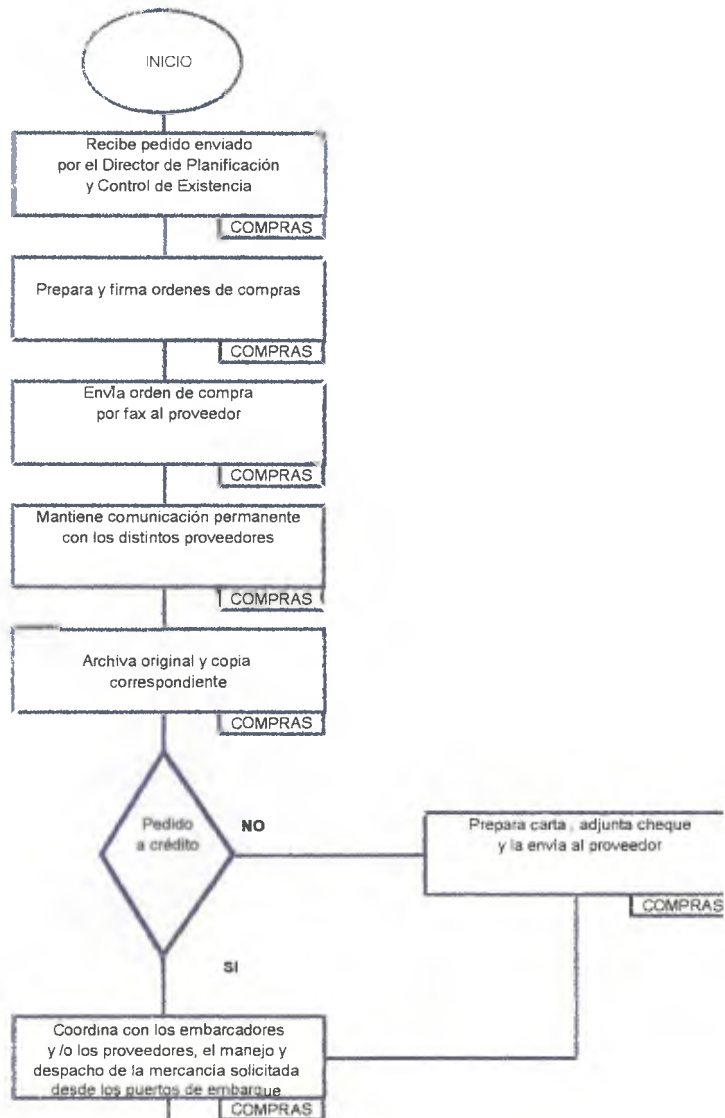 INICIO
Recibe pedido enviado
por el Director de Planificación
y Control de Existencia
COMPRAS
Prepara y firma ordenes de compras
COMPRAS
Envía orden de compra
por fax al proveedor
COMPRAS
Mantiene comunicación permanente
con los distintos proveedores
COMPRAS
Archiva original y copia
correspondiente
COMPRAS
Pedido
a crédito
NO
Prepara carta , adjunta cheque
y la envía al proveedor
COMPRAS
SI
Coordina con los embarcadores
y /o los proveedores, el manejo y
despacho de la mercancia solicitada
desde los puertos de embarque
COMPRAS